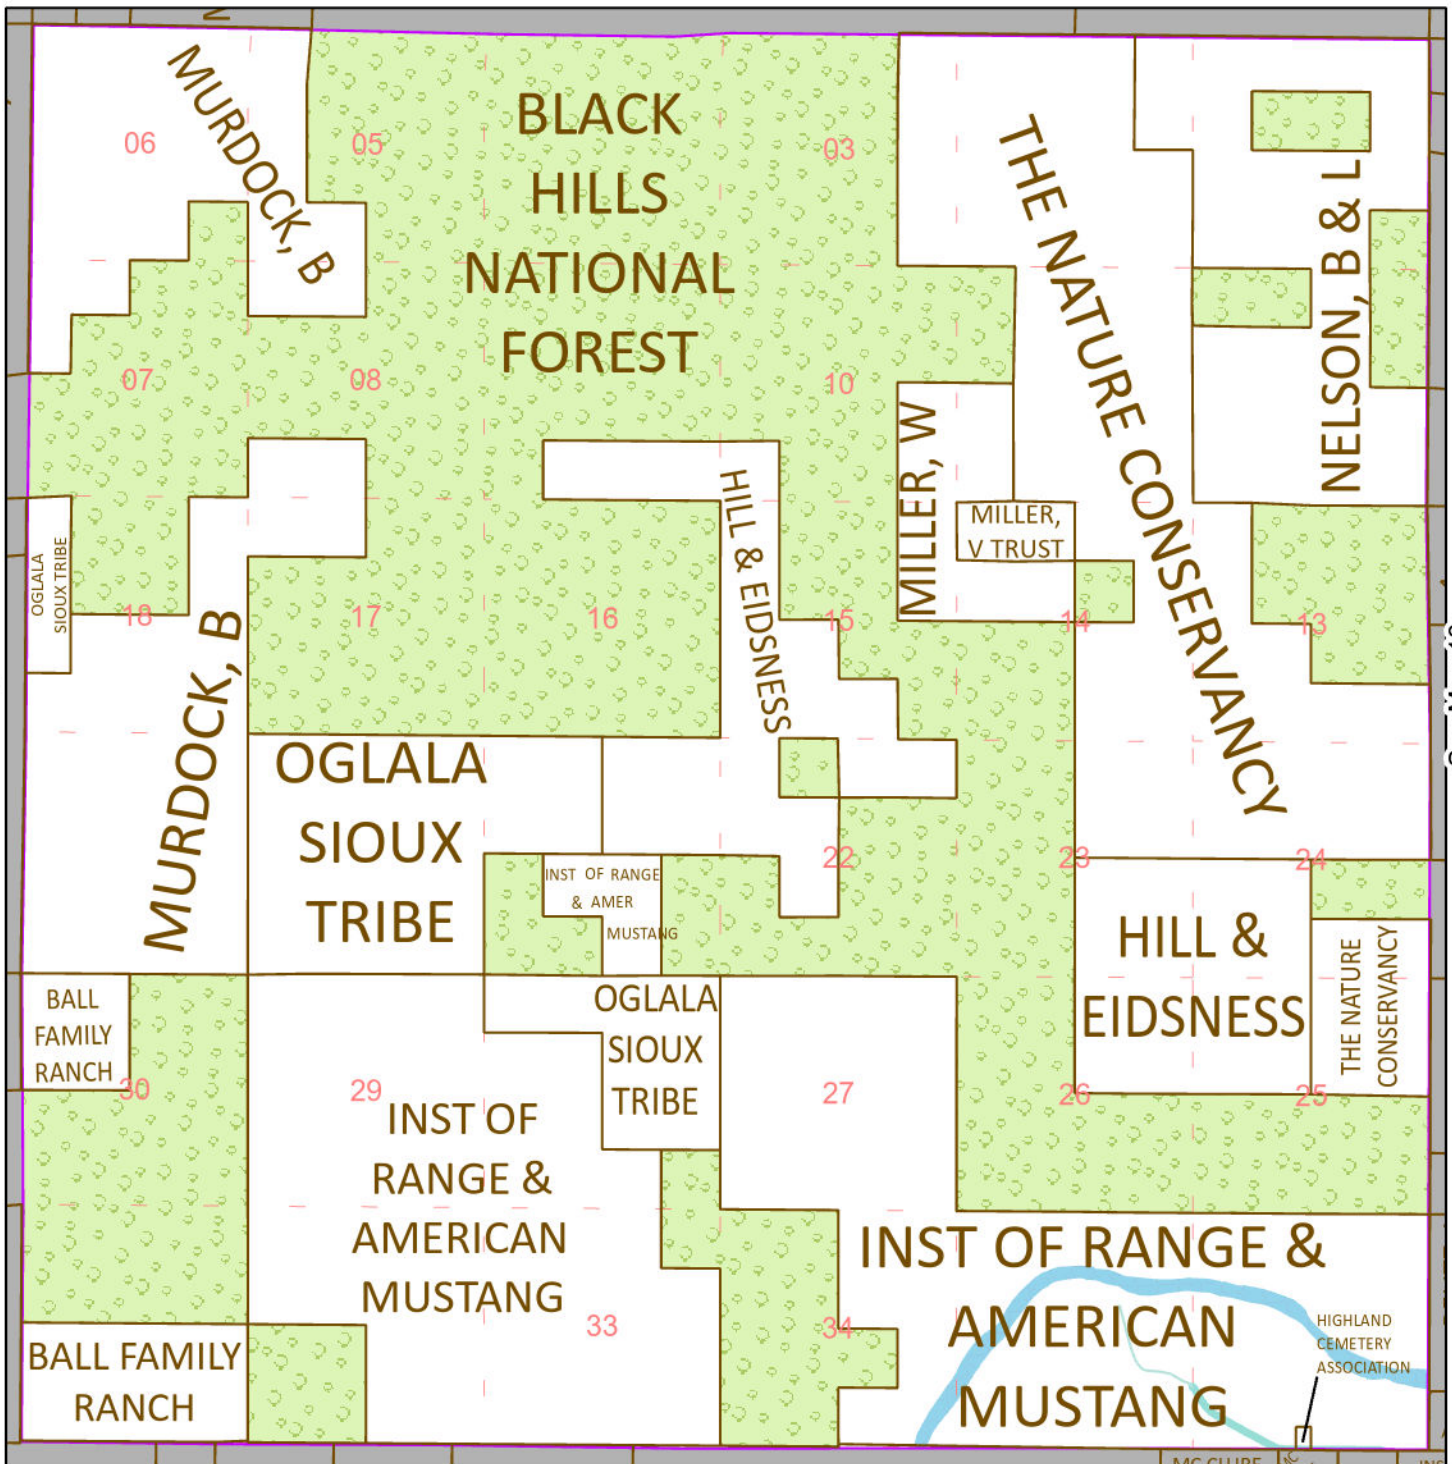 MURDOCK, B
06
05
BLACK
HILLS
NATIONAL
FOREST
03
THE NATURE CONSERVANCY
NELSON, B & L
07
08
10
MILLER, W
MILLER,
V TRUST
HILL & EIDSNESS
OGLALA
SIOUX TRIBE
18
17
16
15
14
13
MURDOCK, B
OGLALA
SIOUX
TRIBE
INST OF RANGE
& AMER
MUSTANG
22
23
24
HILL &
EIDSNESS
THE NATURE
CONSERVANCY
BALL
FAMILY
RANCH
OGLALA
SIOUX
TRIBE
30
29
27
26
25
INST OF
RANGE &
AMERICAN
MUSTANG
33
34
INST OF RANGE &
AMERICAN
MUSTANG
HIGHLAND
CEMETERY
ASSOCIATION
BALL FAMILY
RANCH